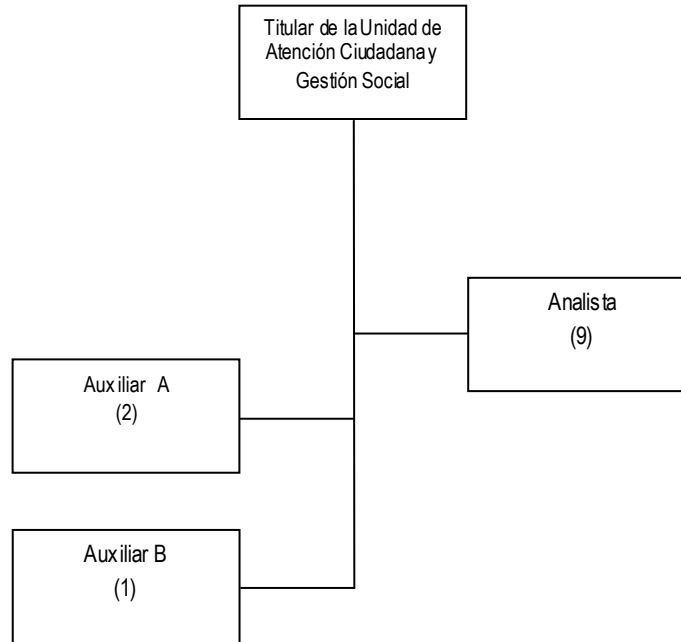 Titular de la Unidad de
Atención Ciudadana y
Gestión Social
Analista
(9)
Auxiliar A
(2)
Auxiliar B
(1)